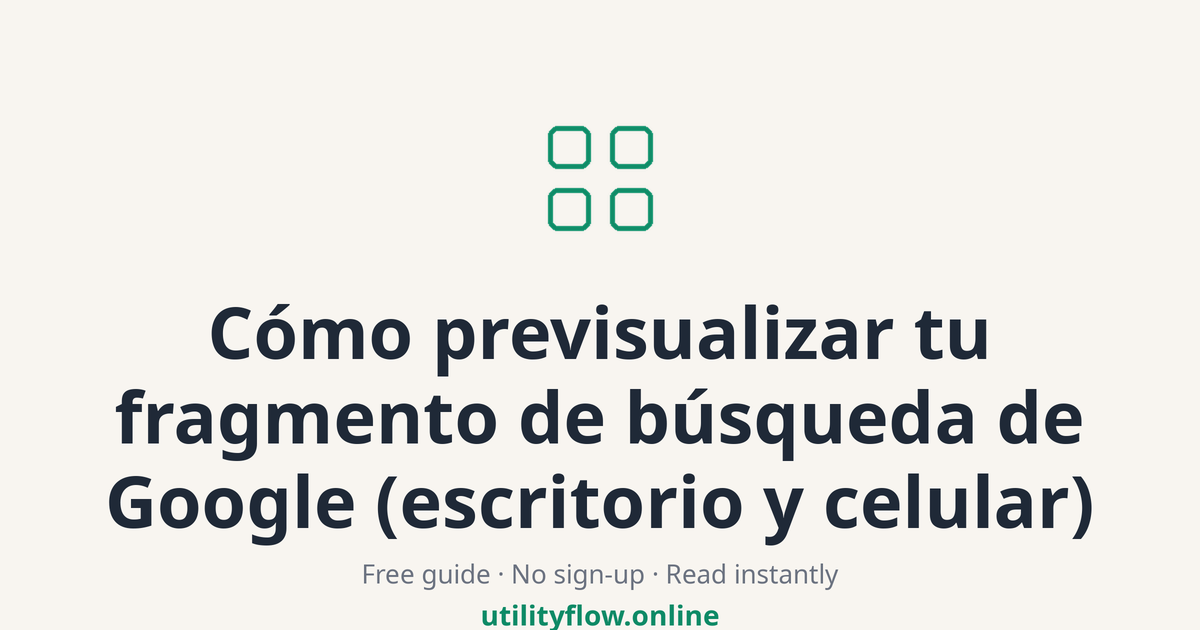 Cómo previsualizar tu
fragmento de búsqueda de
Google (escritorio y celular)
Free guide · No sign-up · Read instantly
utilityflow.online